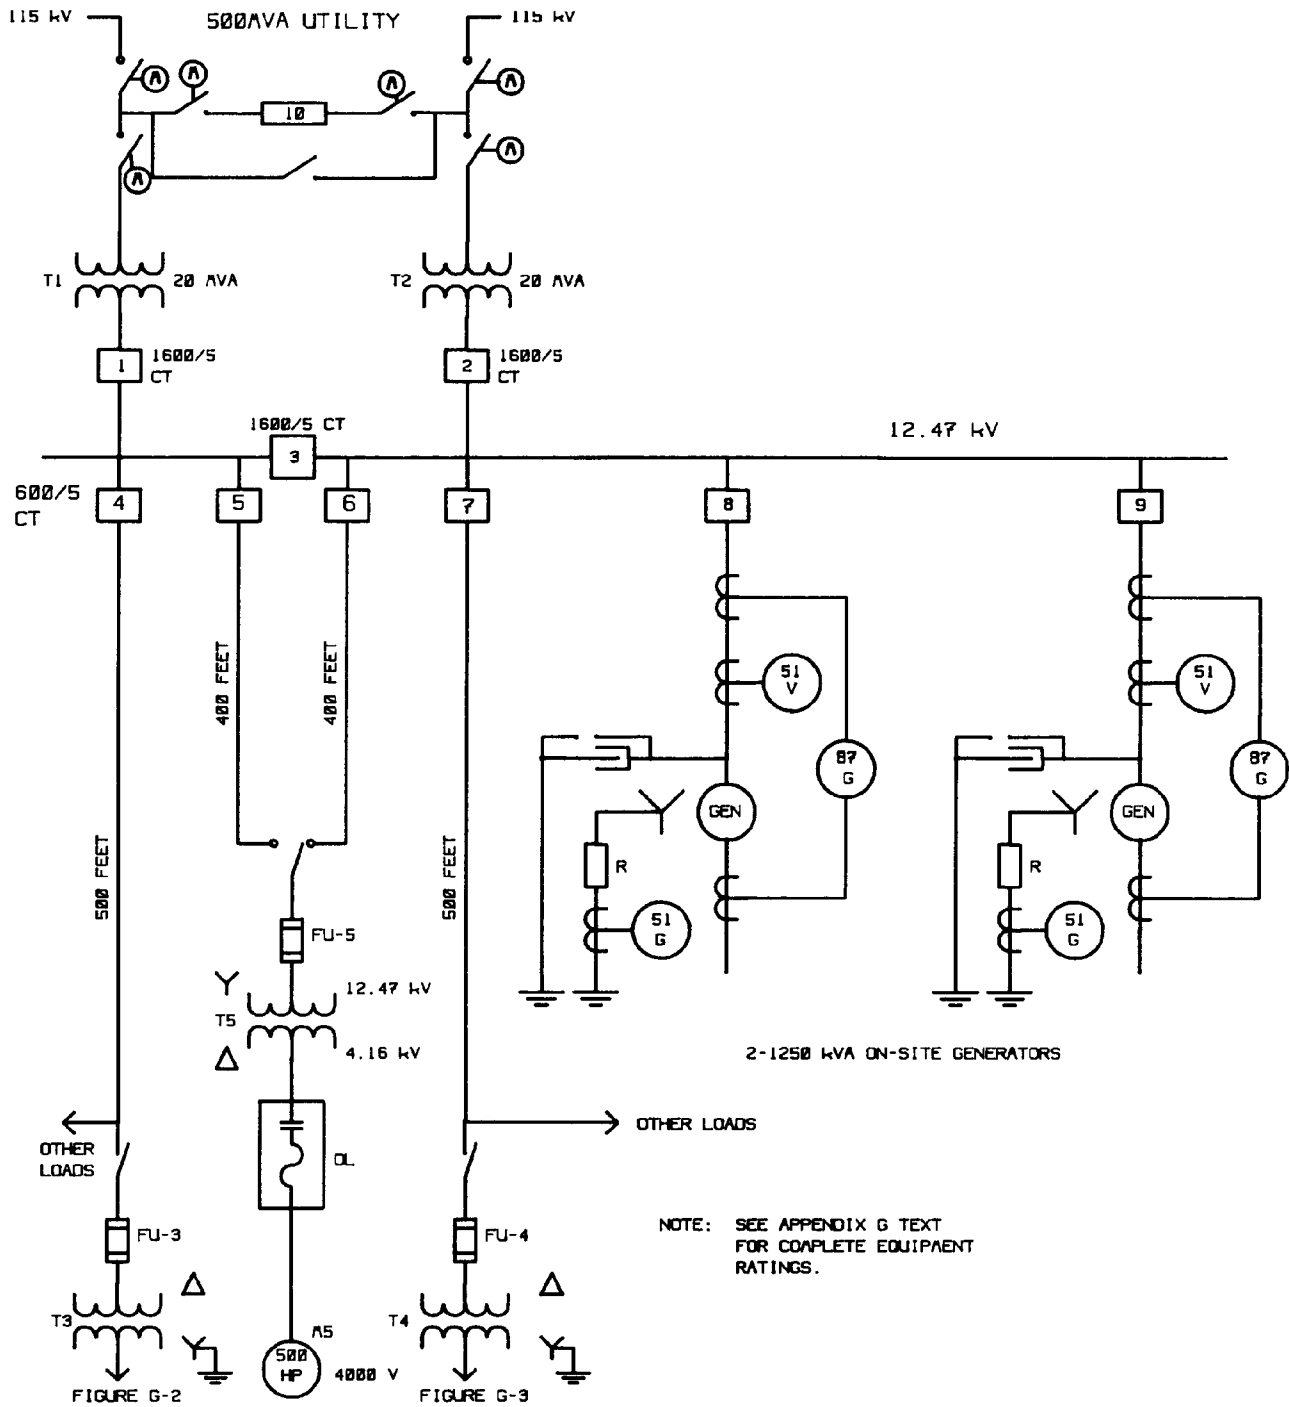 115 kV
500MVA UTILITY
115 kV
M
M
M
M
10
M
M
T1
20 MVA
T2
20 MVA
1
1600/5
CT
2
1600/5
CT
1600/5 CT
3
12.47 kV
600/5
CT
4
5
6
7
8
9
400 FEET
400 FEET
500 FEET
500 FEET
51
V
51
V
87
G
87
G
GEN
GEN
R
R
51
G
51
G
FU-5
Y
12.47 kV
T5
Δ
4.16 kV
2-1250 kVA ON-SITE GENERATORS
OTHER
LOADS
OL
OTHER LOADS
FU-3
FU-4
NOTE: SEE APPENDIX G TEXT
FOR COMPLETE EQUIPMENT
RATINGS.
Δ
Δ
T3
T4
M5
500
HP
4000 V
FIGURE G-2
FIGURE G-3